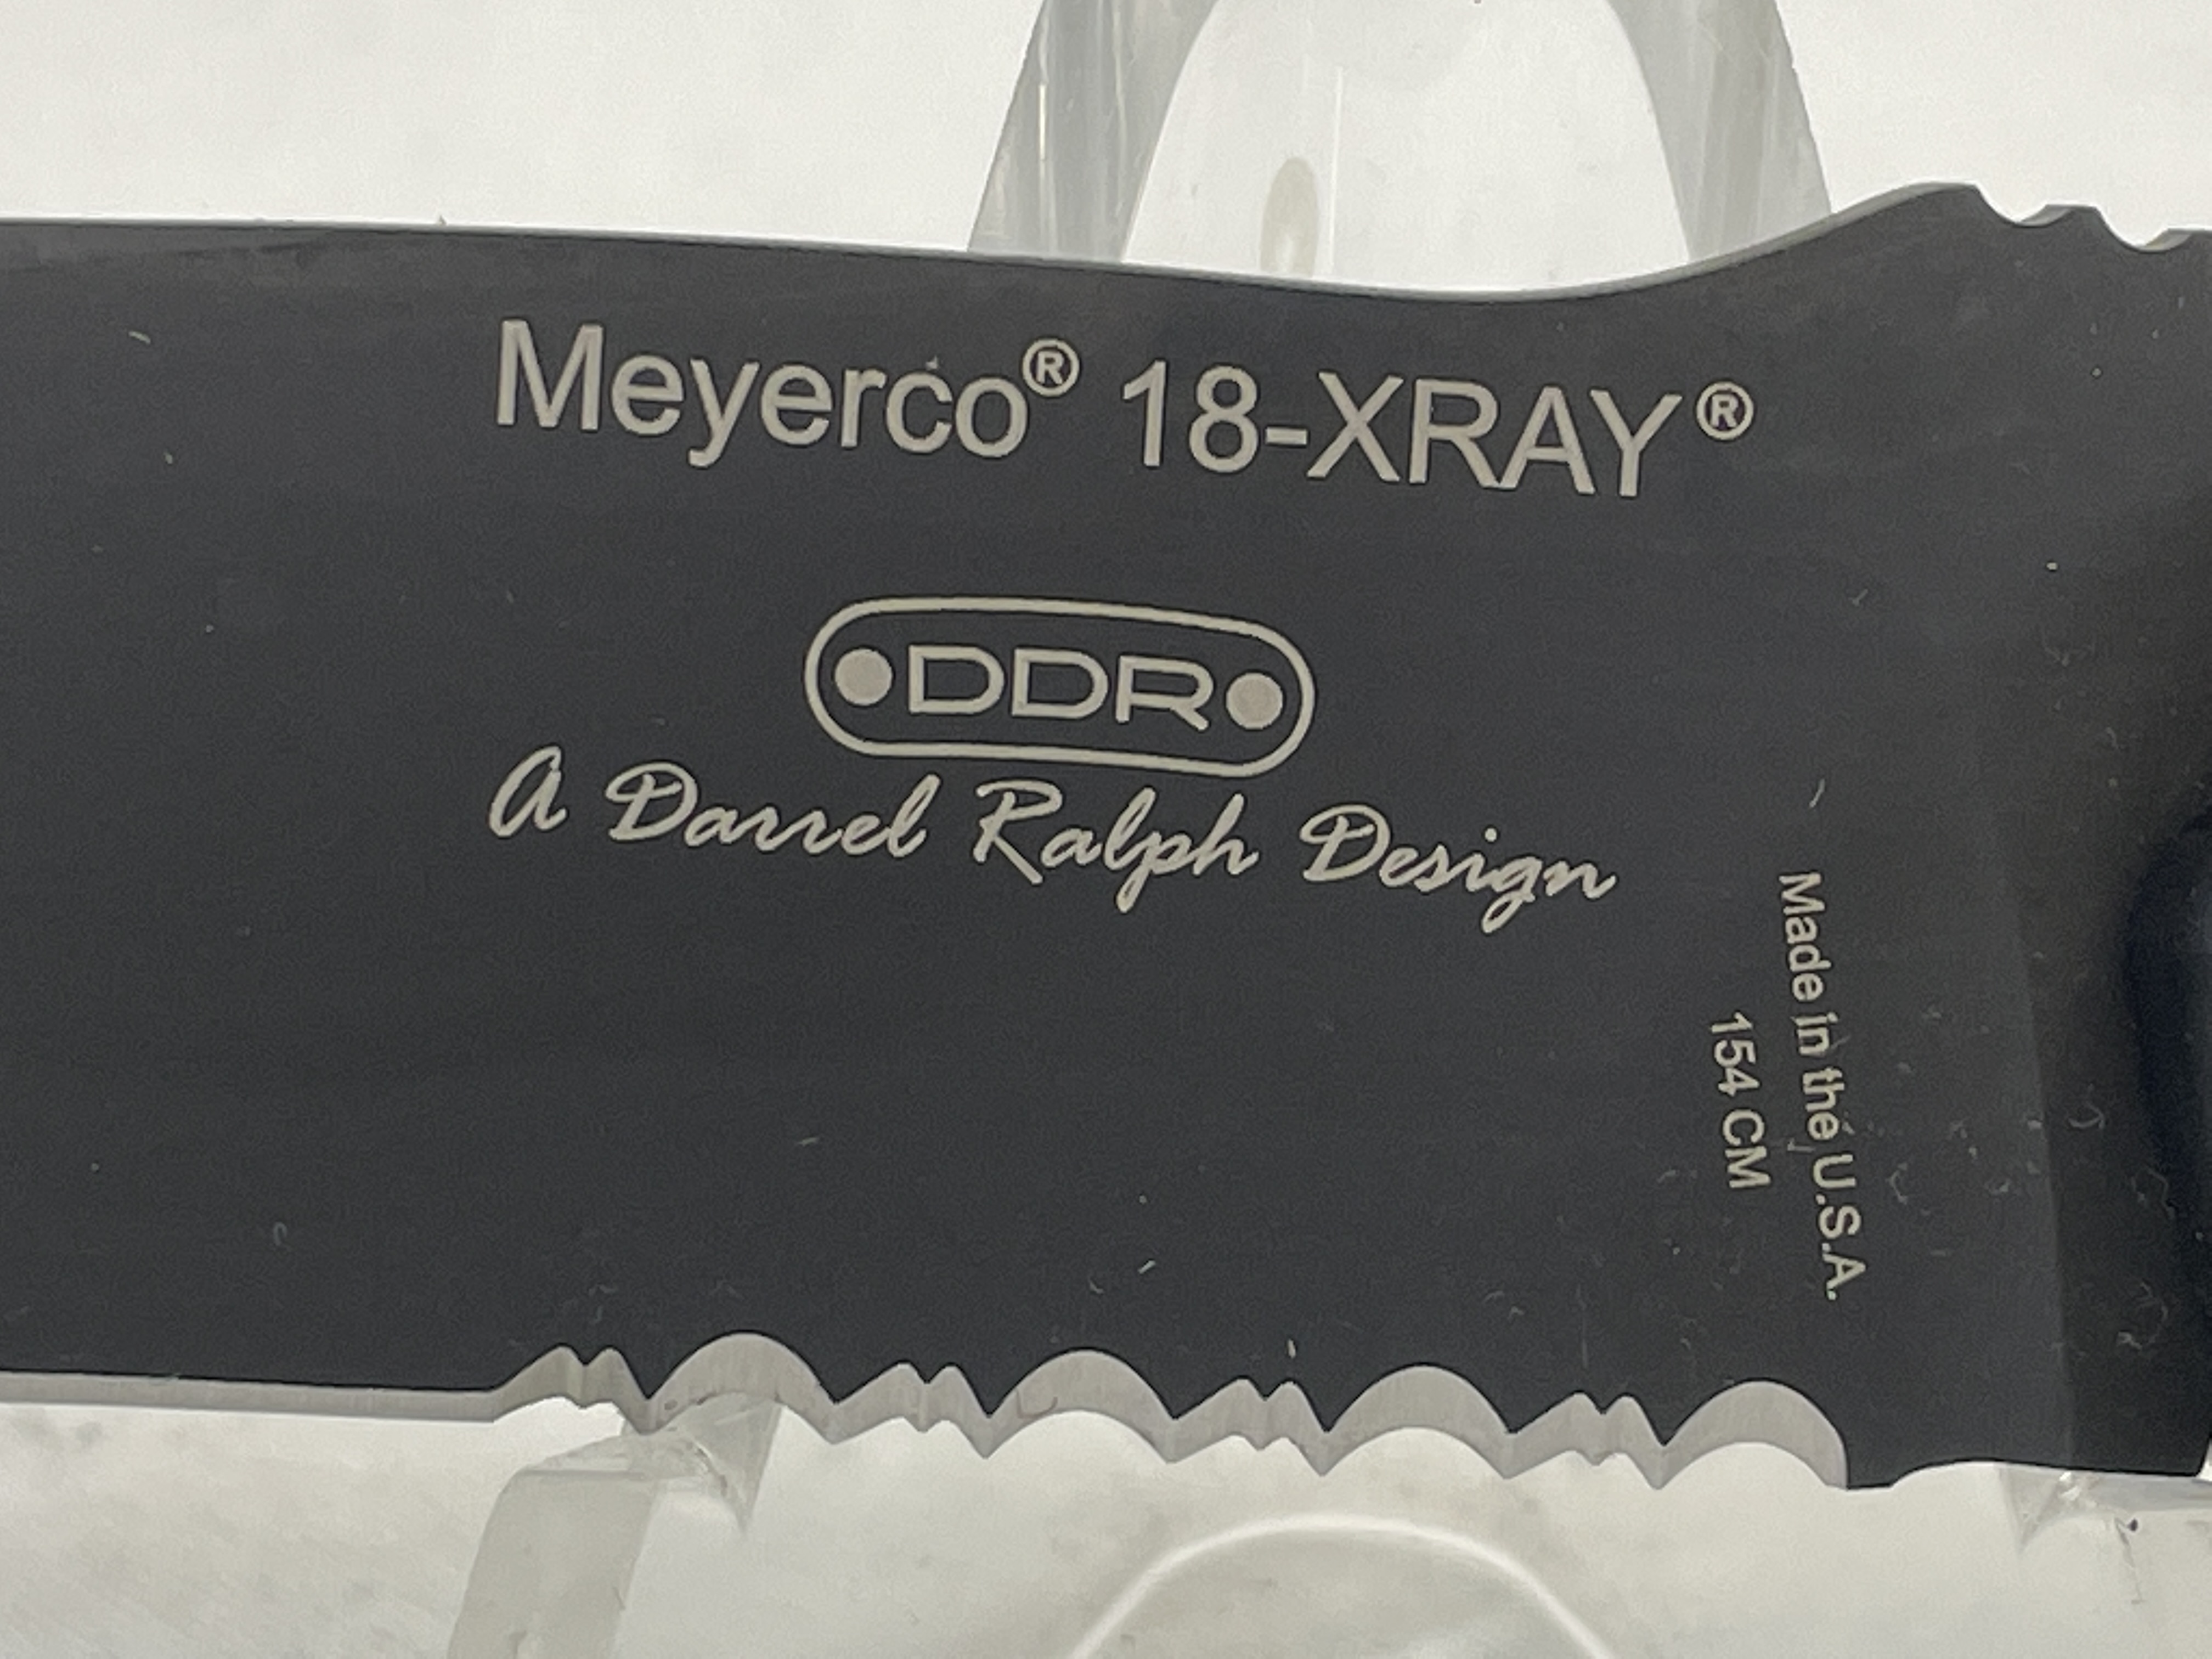 Meyerco® 18-XRAY®
DDR
A Darrel Ralph Design
Made in the U.S.A.
154 CM